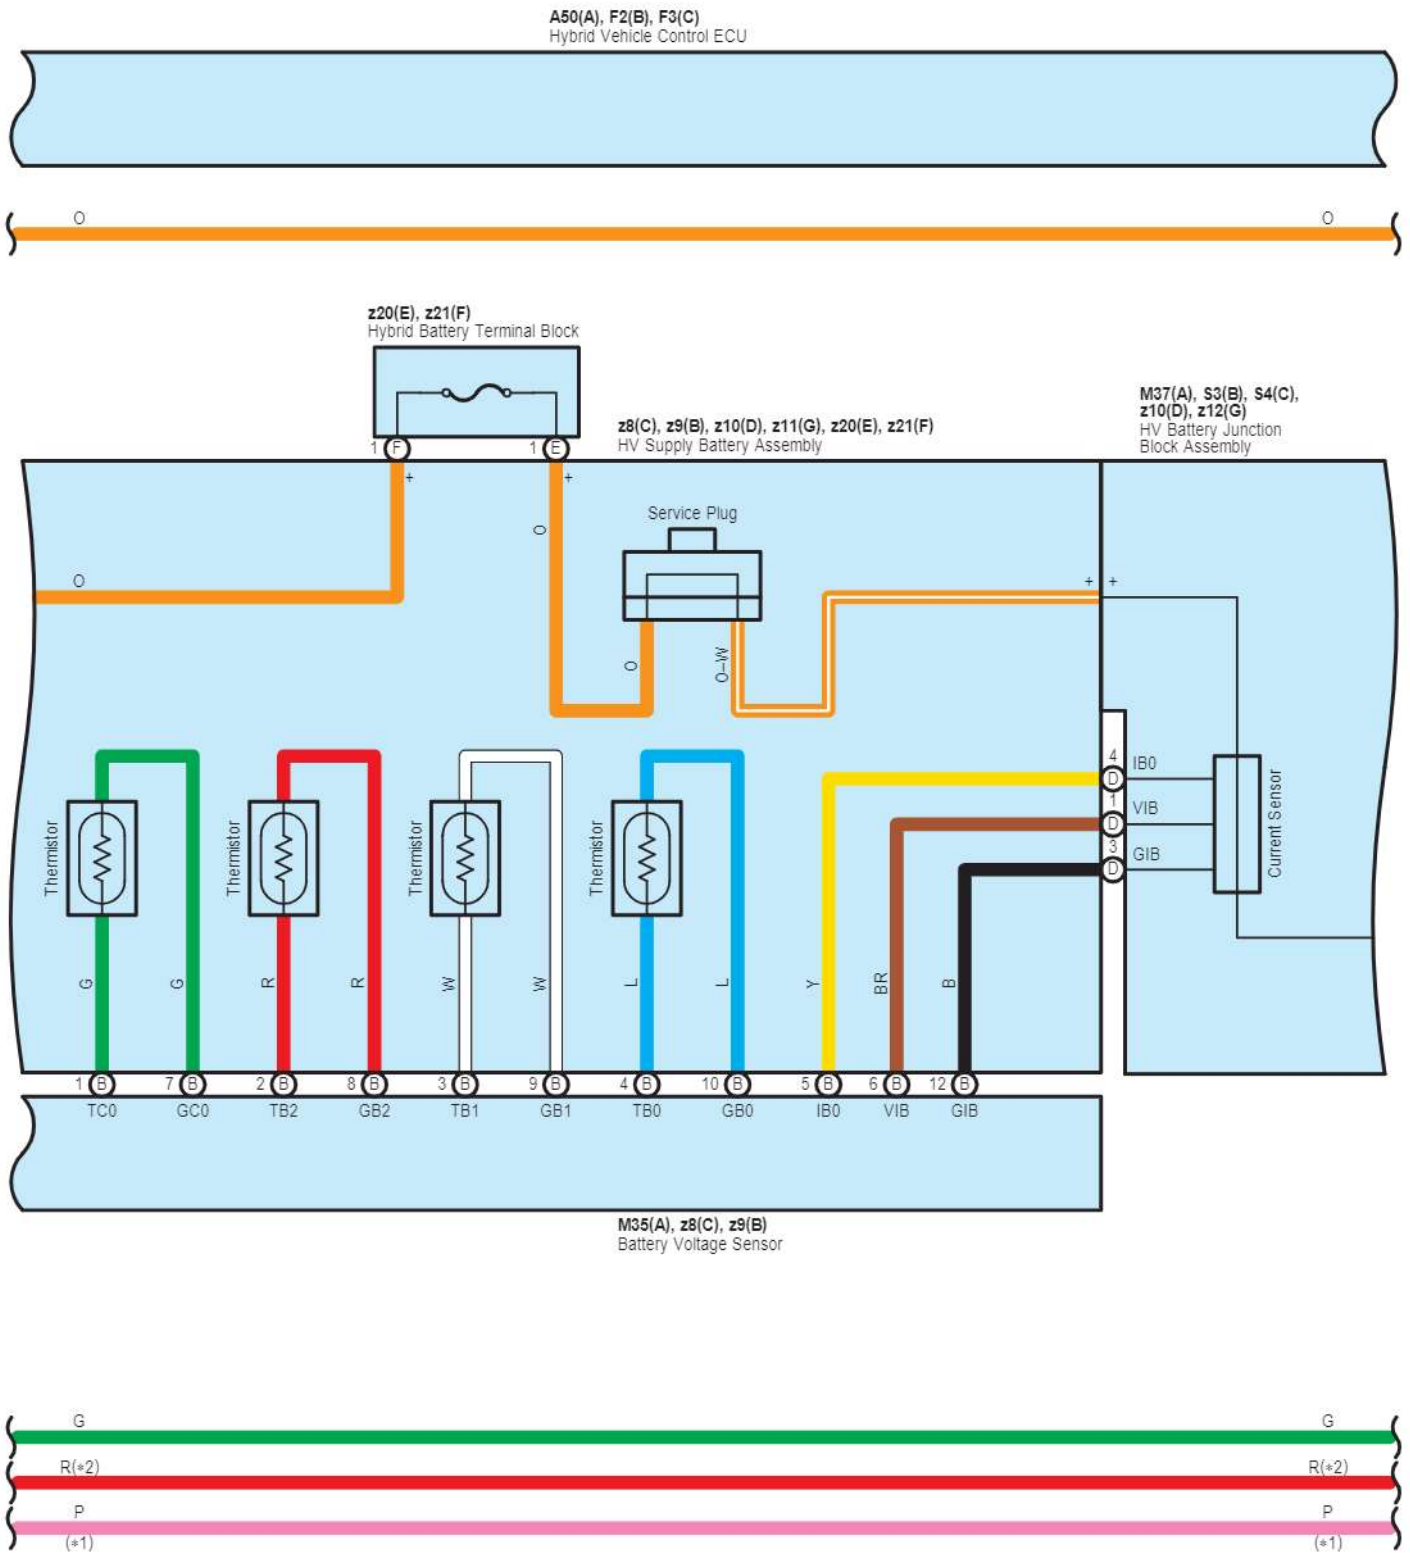 A50(A), F2(B), F3(C)
Hybrid Vehicle Control ECU
O O
z20(E), z21(F)
Hybrid Battery Terminal Block
1 F 1 E
z8(C), z9(B), z10(D), z11(G), z20(E), z21(F)
HV Supply Battery Assembly
M37(A), S3(B), S4(C),
z10(D), z12(G)
HV Battery Junction
Block Assembly
+ +
O
Service Plug
O
+ +
O
O–W
4 D IB0
1 D VIB
3 D GIB
Current Sensor
Thermistor
Thermistor
Thermistor
Thermistor
G G R R W W L L Y BR B
1 B 7 B 2 B 8 B 3 B 9 B 4 B 10 B 5 B 6 B 12 B
TC0 GC0 TB2 GB2 TB1 GB1 TB0 GB0 IB0 VIB GIB
M35(A), z8(C), z9(B)
Battery Voltage Sensor
G G
R(*2) R(*2)
P P
(*1) (*1)